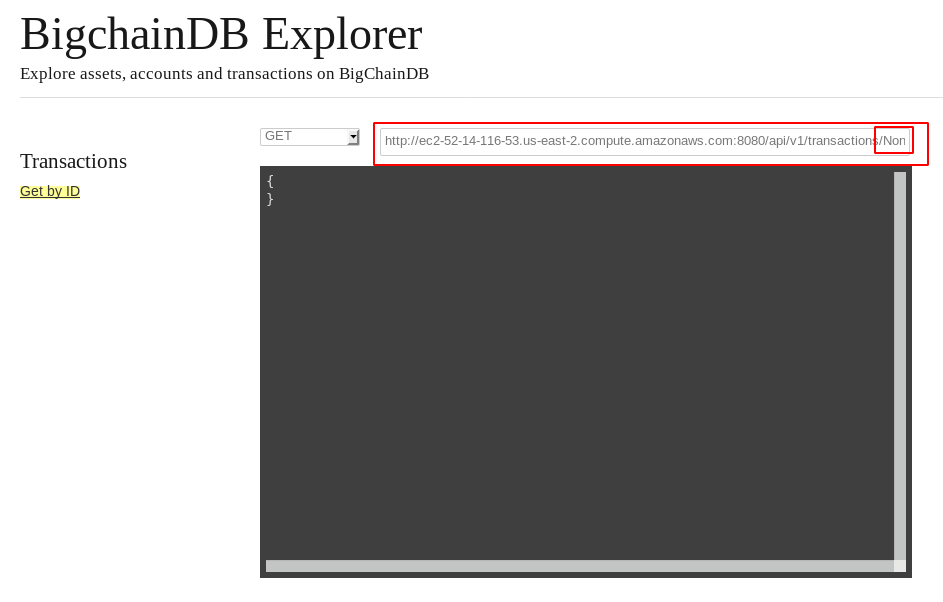 BigchainDB Explorer
Explore assets, accounts and transactions on BigChainDB
GET
http://ec2-52-14-116-53.us-east-2.compute.amazonaws.com:8080/api/v1/transactions/Non
Transactions
Get by ID
{
}